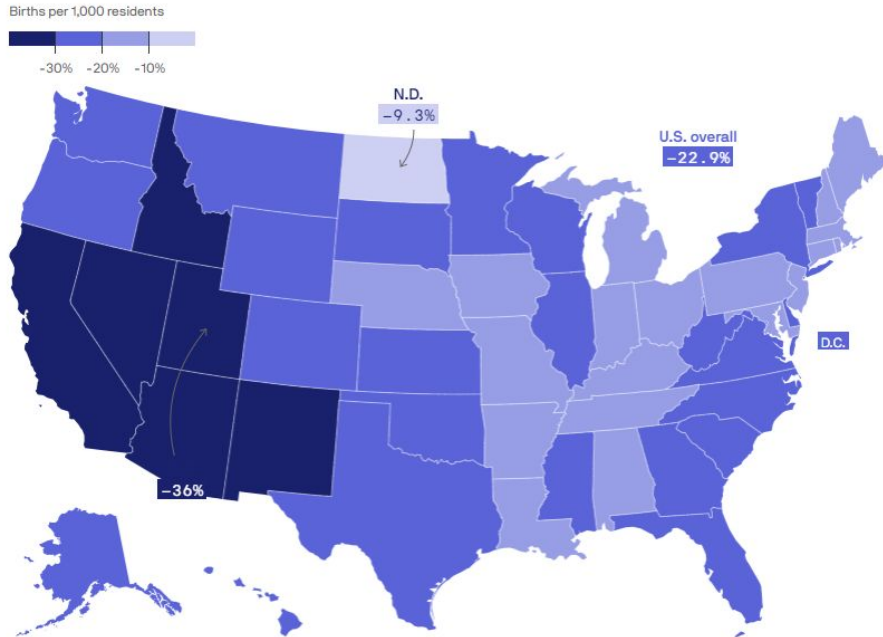 Births per 1,000 residents
-30% -20% -10%
N.D.
-9.3%
U.S. overall
-22.9%
D.C.
-36%